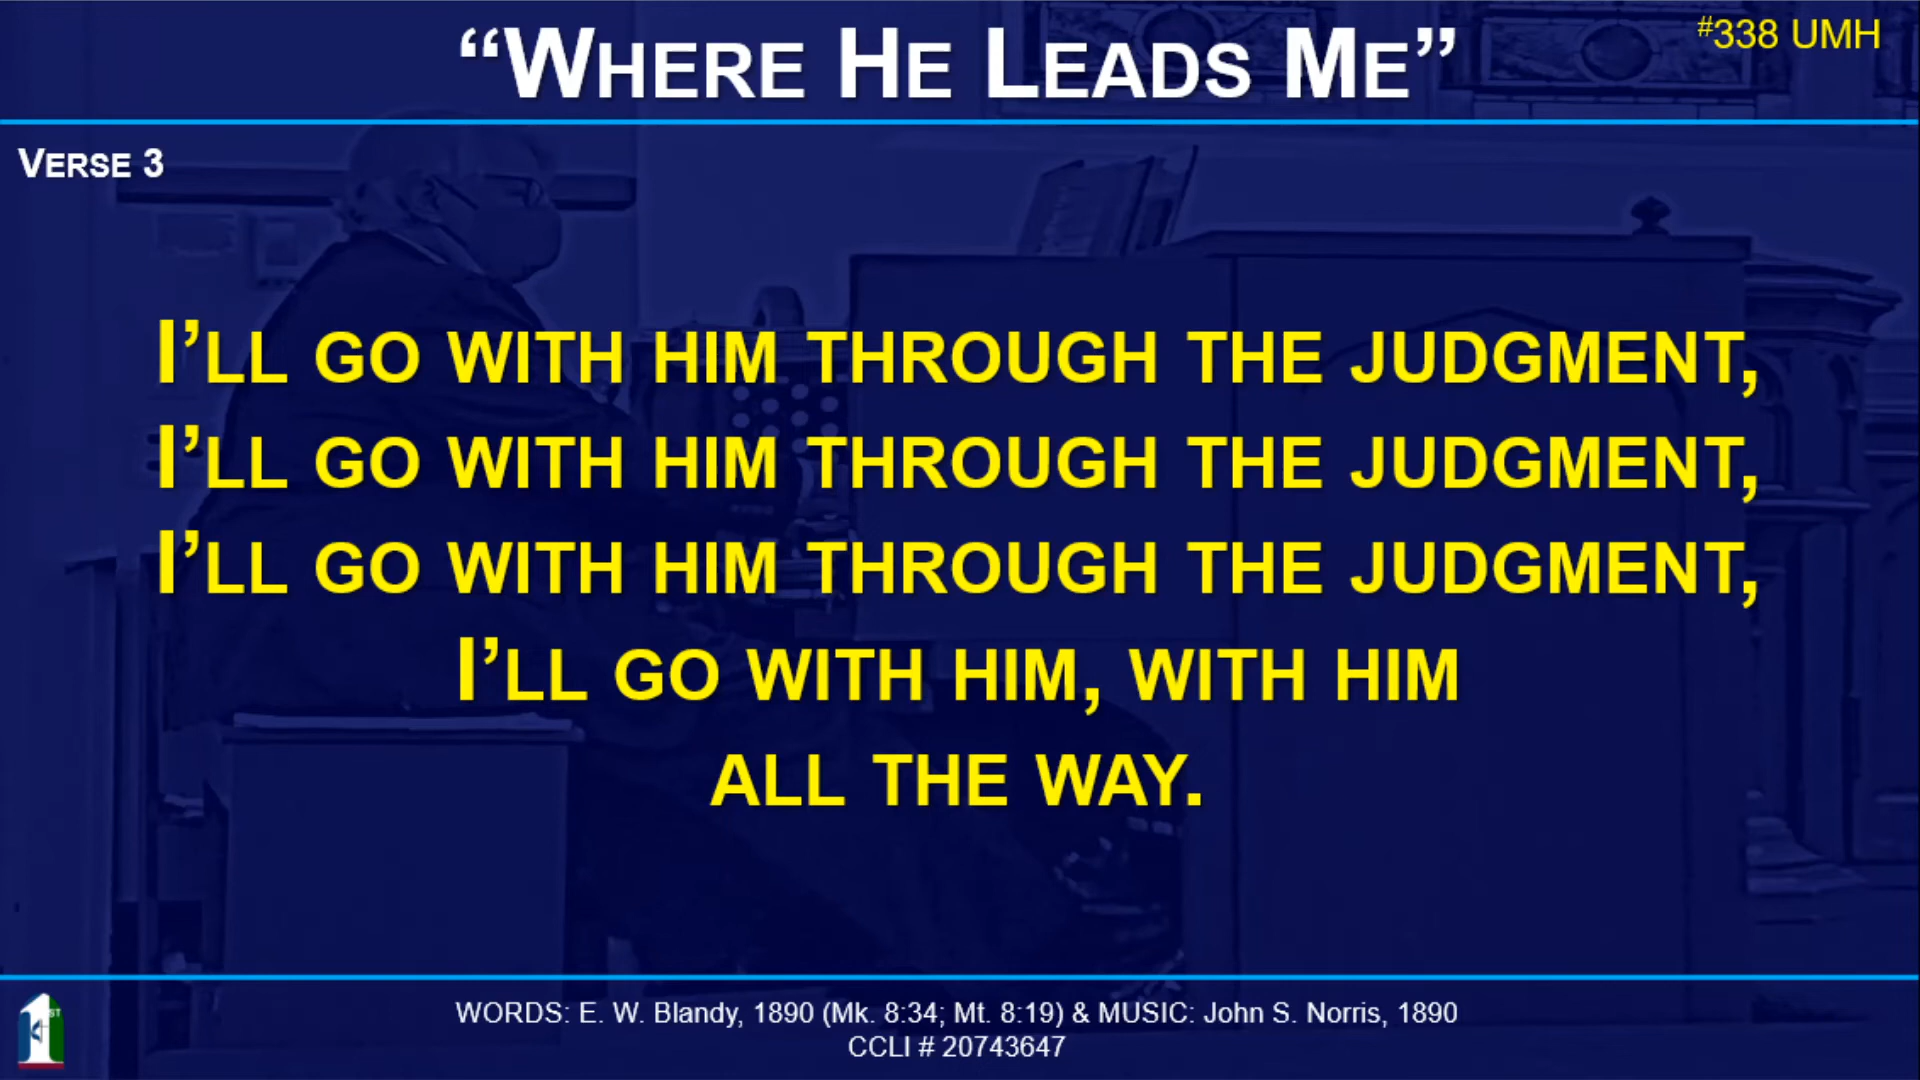 “WHERE HE LEADS ME”
#338 UMH
VERSE 3
I’LL GO WITH HIM THROUGH THE JUDGMENT,
I’LL GO WITH HIM THROUGH THE JUDGMENT,
I’LL GO WITH HIM THROUGH THE JUDGMENT,
I’LL GO WITH HIM, WITH HIM
ALL THE WAY.
WORDS: E. W. Blandy, 1890 (Mk. 8:34; Mt. 8:19) & MUSIC: John S. Norris, 1890
CCLI # 20743647
1ST